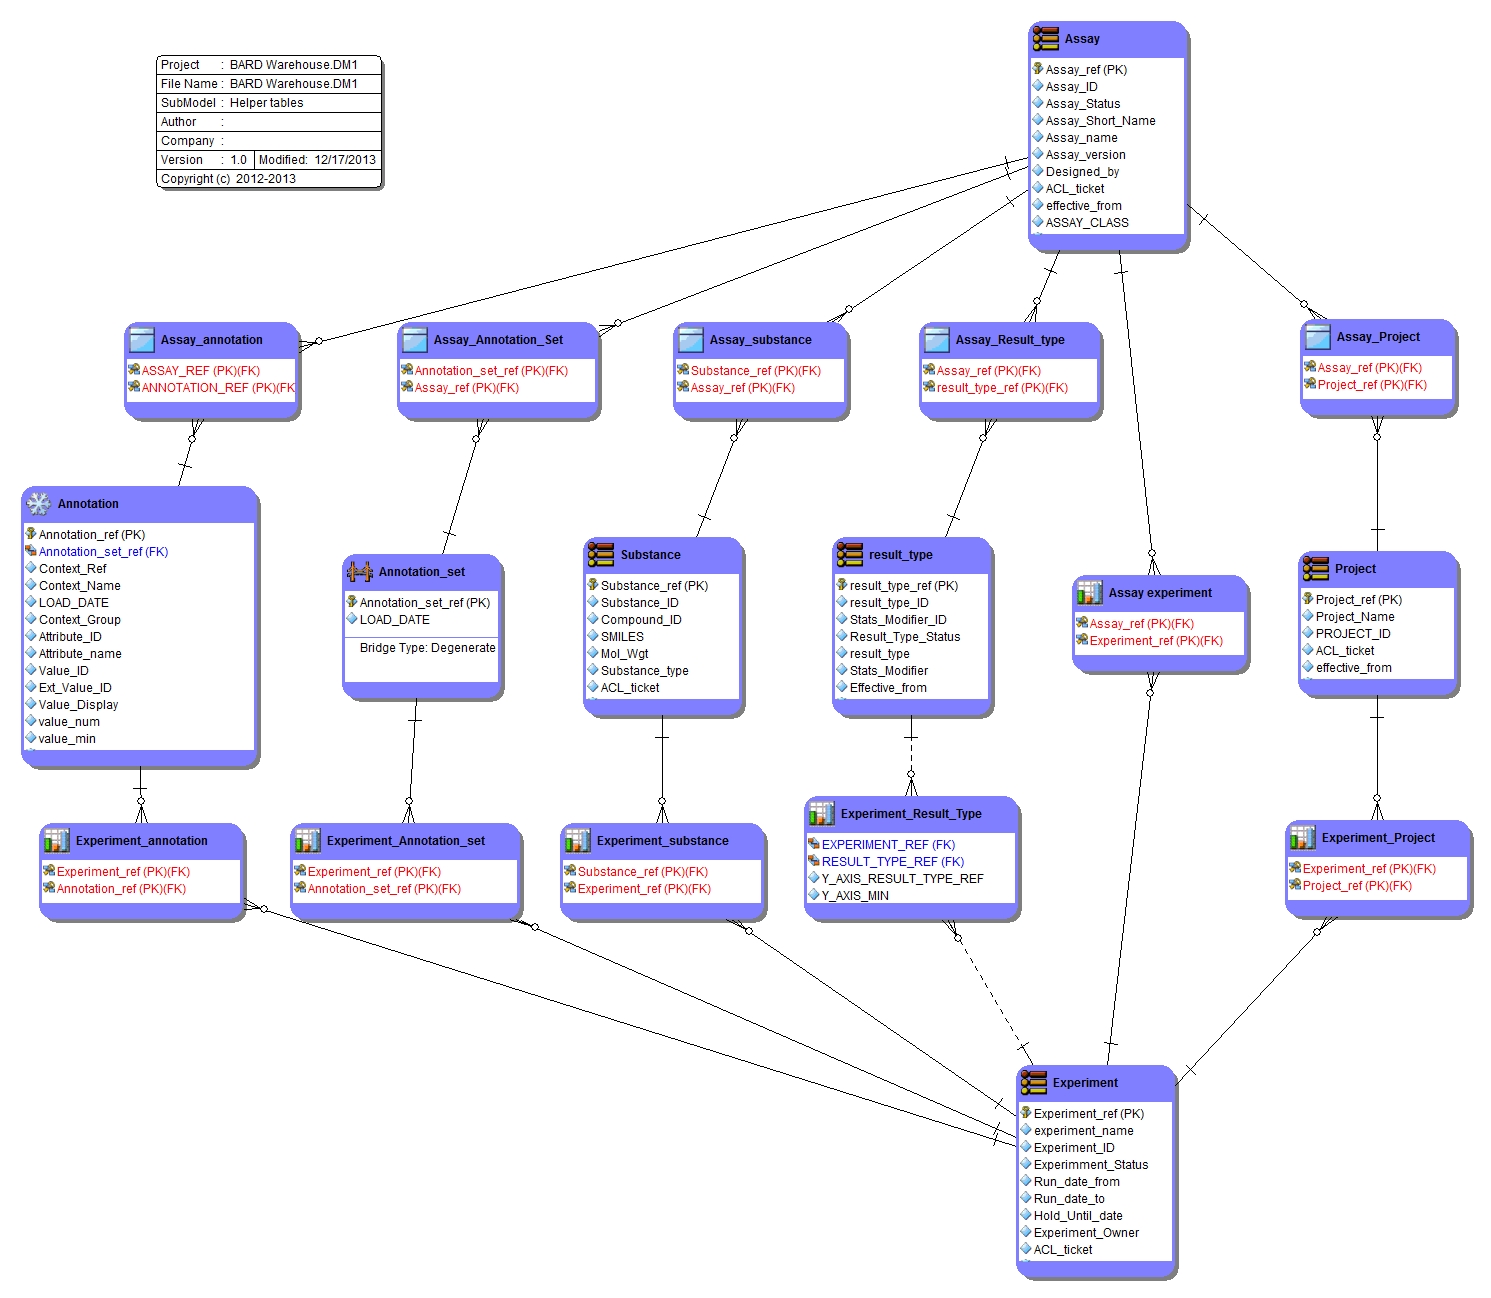 Project : BARD Warehouse.DM1
File Name : BARD Warehouse.DM1
SubModel : Helper tables
Author :
Company :
Version : 1.0 Modified: 12/17/2013
Copyright (c) 2012-2013
Assay
Assay_ref (PK)
Assay_ID
Assay_Status
Assay_Short_Name
Assay_name
Assay_version
Designed_by
ACL_ticket
effective_from
ASSAY_CLASS
Assay_annotation
ASSAY_REF (PK)(FK)
ANNOTATION_REF (PK)(FK
Assay_Annotation_Set
Annotation_set_ref (PK)(FK)
Assay_ref (PK)(FK)
Assay_substance
Substance_ref (PK)(FK)
Assay_ref (PK)(FK)
Assay_Result_type
Assay_ref (PK)(FK)
result_type_ref (PK)(FK)
Assay_Project
Assay_ref (PK)(FK)
Project_ref (PK)(FK)
Annotation
Annotation_ref (PK)
Annotation_set_ref (FK)
Context_Ref
Context_Name
LOAD_DATE
Context_Group
Attribute_ID
Attribute_name
Value_ID
Ext_Value_ID
Value_Display
value_num
value_min
Annotation_set
Annotation_set_ref (PK)
LOAD_DATE
Bridge Type: Degenerate
Substance
Substance_ref (PK)
Substance_ID
Compound_ID
SMILES
Mol_Wgt
Substance_type
ACL_ticket
result_type
result_type_ref (PK)
result_type_ID
Stats_Modifier_ID
Result_Type_Status
result_type
Stats_Modifier
Effective_from
Assay experiment
Assay_ref (PK)(FK)
Experiment_ref (PK)(FK)
Project
Project_ref (PK)
Project_Name
PROJECT_ID
ACL_ticket
effective_from
Experiment_annotation
Experiment_ref (PK)(FK)
Annotation_ref (PK)(FK)
Experiment_Annotation_set
Experiment_ref (PK)(FK)
Annotation_set_ref (PK)(FK)
Experiment_substance
Substance_ref (PK)(FK)
Experiment_ref (PK)(FK)
Experiment_Result_Type
EXPERIMENT_REF (FK)
RESULT_TYPE_REF (FK)
Y_AXIS_RESULT_TYPE_REF
Y_AXIS_MIN
Experiment_Project
Experiment_ref (PK)(FK)
Project_ref (PK)(FK)
Experiment
Experiment_ref (PK)
experiment_name
Experiment_ID
Experimment_Status
Run_date_from
Run_date_to
Hold_Until_date
Experiment_Owner
ACL_ticket